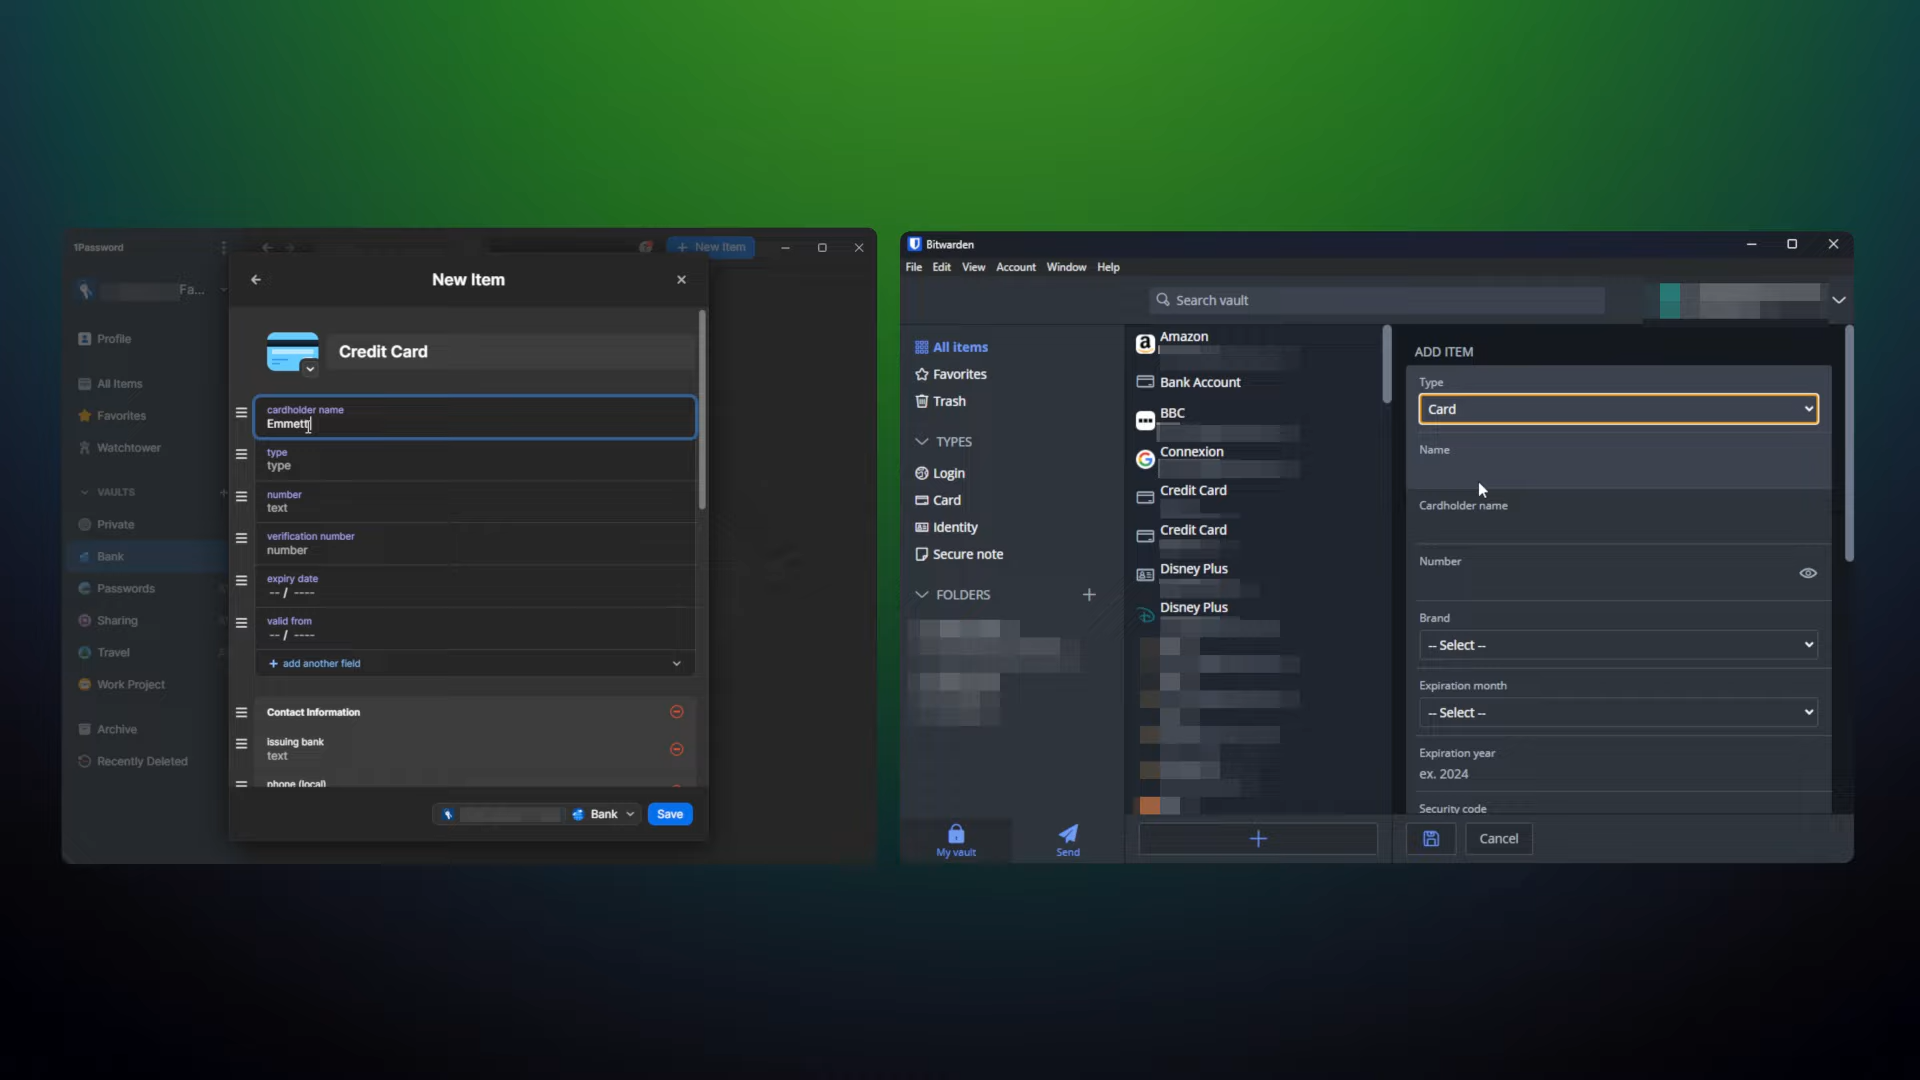 1Password
Fa...
Profile
All Items
Favorites
Watchtower
VAULTS
Private
Bank
Passwords
Sharing
Travel
Work Project
Archive
Recently Deleted
+ New Item
New Item
Credit Card
cardholder name
Emmett
type
type
number
text
verification number
number
expiry date
-- / ----
valid from
-- / ----
+ add another field
Contact Information
issuing bank
text
phone (local)
Bank
Save
Bitwarden
File Edit View Account Window Help
Search vault
All items
Favorites
Trash
TYPES
Login
Card
Identity
Secure note
FOLDERS
My vault
Send
Amazon
Bank Account
BBC
Connexion
Credit Card
Credit Card
Disney Plus
Disney Plus
ADD ITEM
Type
Card
Name
Cardholder name
Number
Brand
-- Select --
Expiration month
-- Select --
Expiration year
ex. 2024
Security code
Cancel